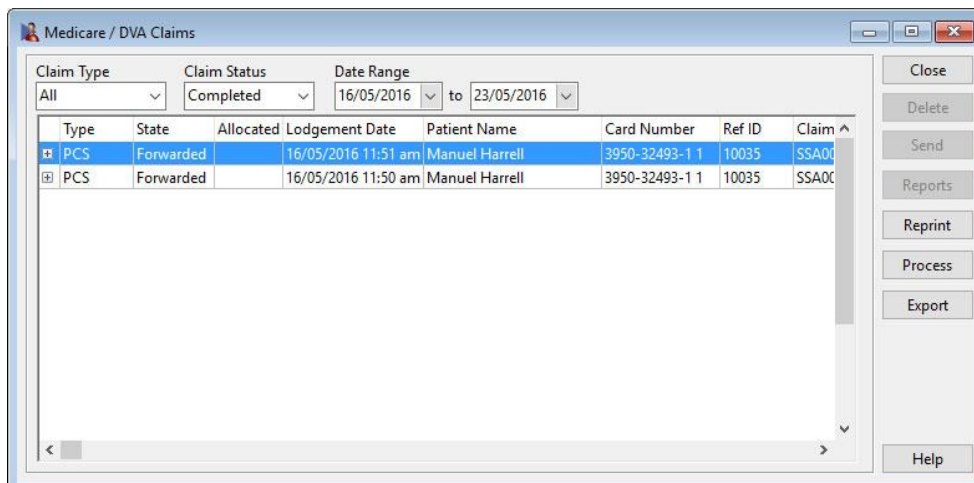 Medicare / DVA Claims
Claim Type Claim Status Date Range
All Completed 16/05/2016 to 23/05/2016
Type State Allocated Lodgement Date Patient Name Card Number Ref ID Claim
PCS Forwarded 16/05/2016 11:51 am Manuel Harrell 3950-32493-1 1 10035 SSA00
PCS Forwarded 16/05/2016 11:50 am Manuel Harrell 3950-32493-1 1 10035 SSA00
Close
Delete
Send
Reports
Reprint
Process
Export
Help